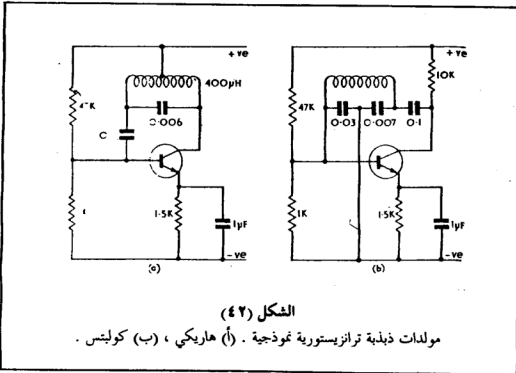 +ve
400µH
0·006
C
1·5K
1µF
-ve
(a)
+ve
10K
47K
0·03 0·007 0·1
1K
1·5K
1µF
-ve
(b)
الشكل (٤٢)
مولدات ذبذبة ترانزيستورية نموذجية . (أ) هاريكي ، (ب) كولبتس .